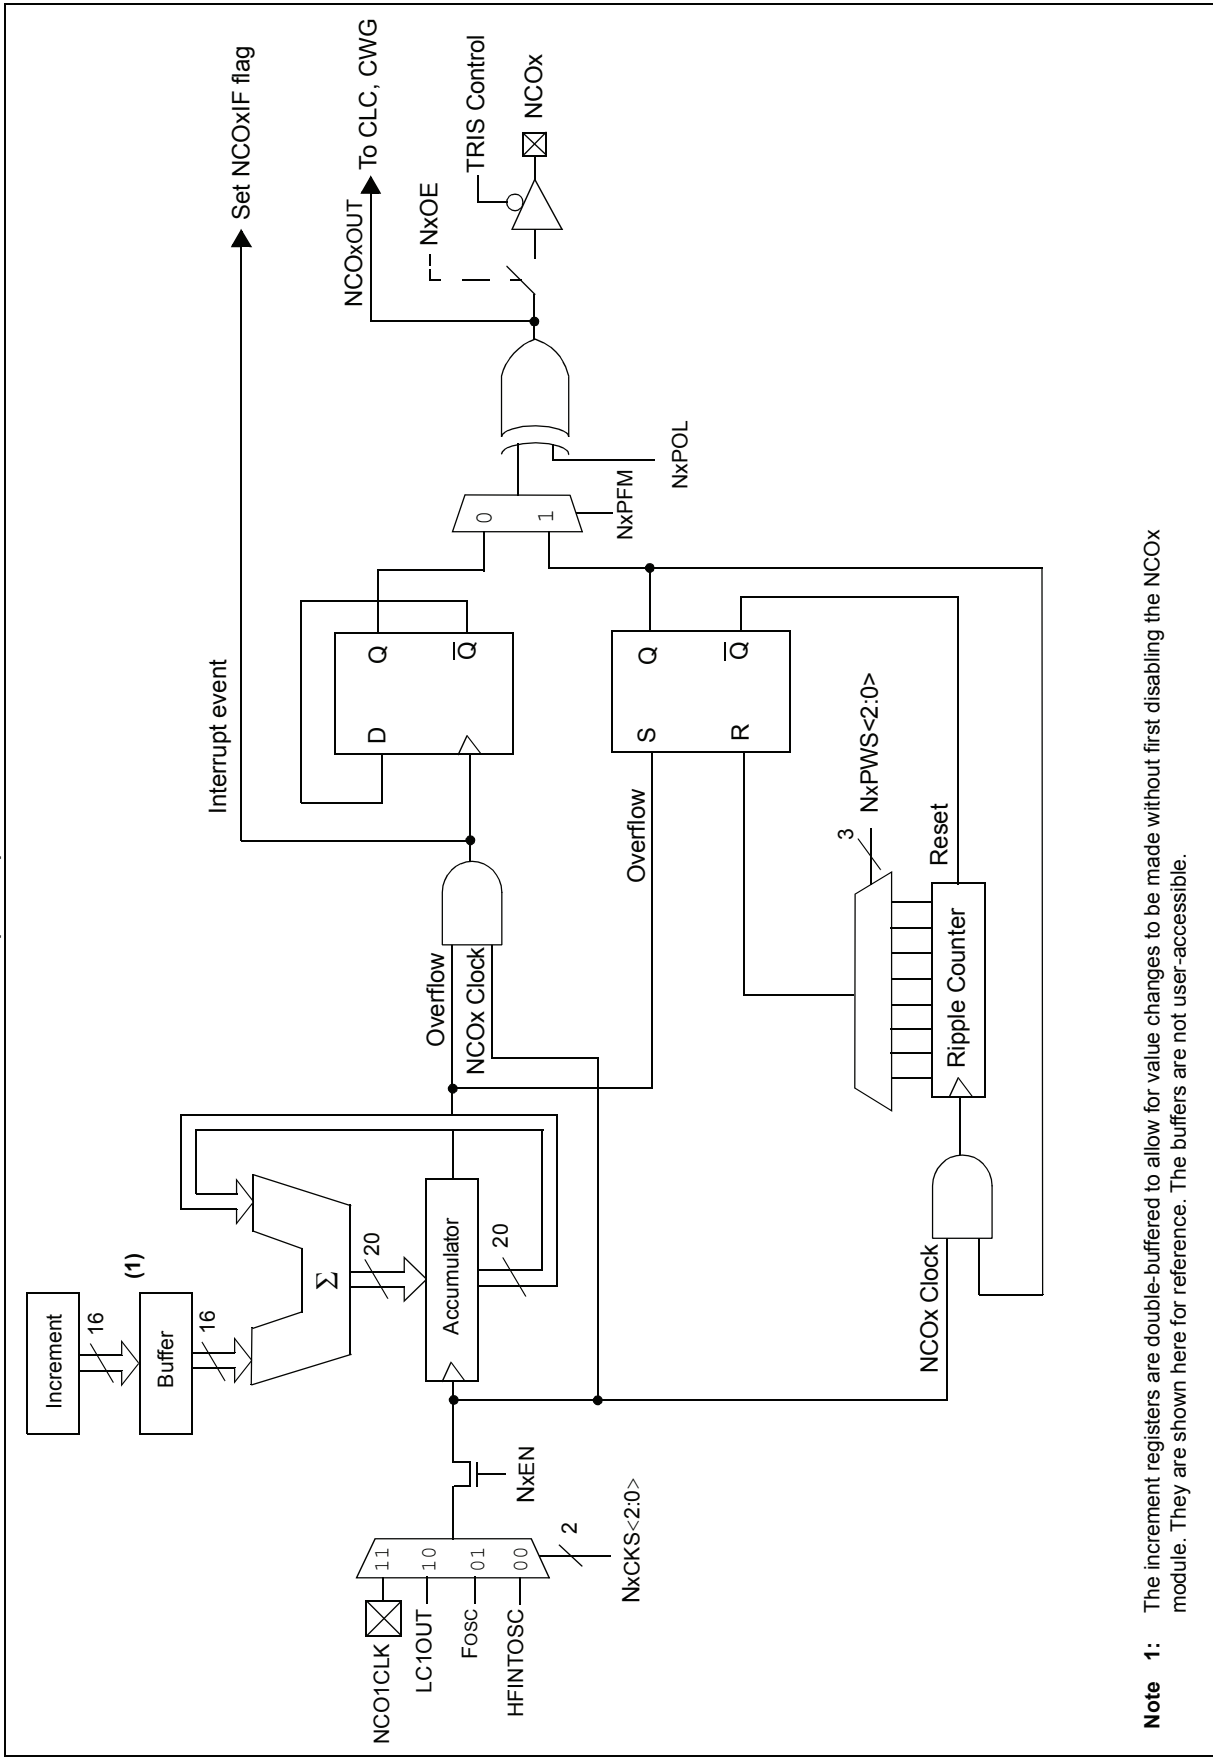 Increment
16
Buffer
(1)
16
Σ
20
Accumulator
20
NCO1CLK
LC1OUT
FOSC
HFINTOSC
11
10
01
00
2
NxCKS<2:0>
NxEN
Overflow
NCOx Clock
Interrupt event
Set NCOxIF flag
D
Q
Q
Overflow
S
Q
R
Q
NCOx Clock
Ripple Counter
Reset
3
NxPWS<2:0>
0
1
NxPFM
NxPOL
NCOxOUT
To CLC, CWG
NxOE
TRIS Control
NCOx
Note 1: The increment registers are double-buffered to allow for value changes to be made without first disabling the NCOx
module. They are shown here for reference. The buffers are not user-accessible.